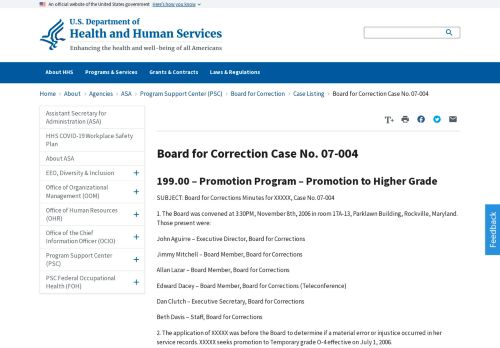 An official website of the United States government Here's how you know
U.S. Department of
Health and Human Services
Enhancing the health and well-being of all Americans
About HHS Programs & Services Grants & Contracts Laws & Regulations
Home About Agencies ASA Program Support Center (PSC) Board for Correction Case Listing Board for Correction Case No. 07-004
Assistant Secretary for
Administration (ASA)
HHS COVID-19 Workplace Safety
Plan
About ASA
EEO, Diversity & Inclusion +
Office of Organizational
Management (OOM) +
Office of Human Resources
(OHR) +
Office of the Chief
Information Officer (OCIO) +
Program Support Center
(PSC) +
PSC Federal Occupational
Health (FOH) +
T+
Board for Correction Case No. 07-004
199.00 – Promotion Program – Promotion to Higher Grade
SUBJECT: Board for Corrections Minutes for XXXXX, Case No. 07-004
1. The Board was convened at 3:30PM, November 8th, 2006 in room 17A-13, Parklawn Building, Rockville, Maryland.
Those present were:
John Aguirre – Executive Director, Board for Corrections
Jimmy Mitchell – Board Member, Board for Corrections
Allan Lazar – Board Member, Board for Corrections
Edward Dacey – Board Member, Board for Corrections (Teleconference)
Dan Clutch – Executive Secretary, Board for Corrections
Beth Davis – Staff, Board for Corrections
2. The application of XXXXX was before the Board to determine if a material error or injustice occurred in her
service records. XXXXX seeks promotion to Temporary grade O-4 effective on July 1, 2006.
Feedback